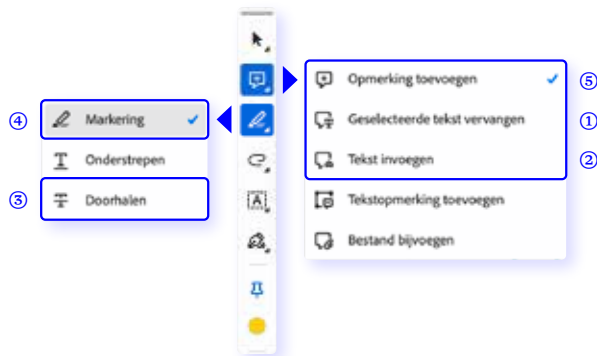 ④ Markering
Onderstrepen
③ Doorhalen
A
Opmerking toevoegen ⑤
Geselecteerde tekst vervangen ①
Tekst invoegen ②
Tekstopmerking toevoegen
Bestand bijvoegen